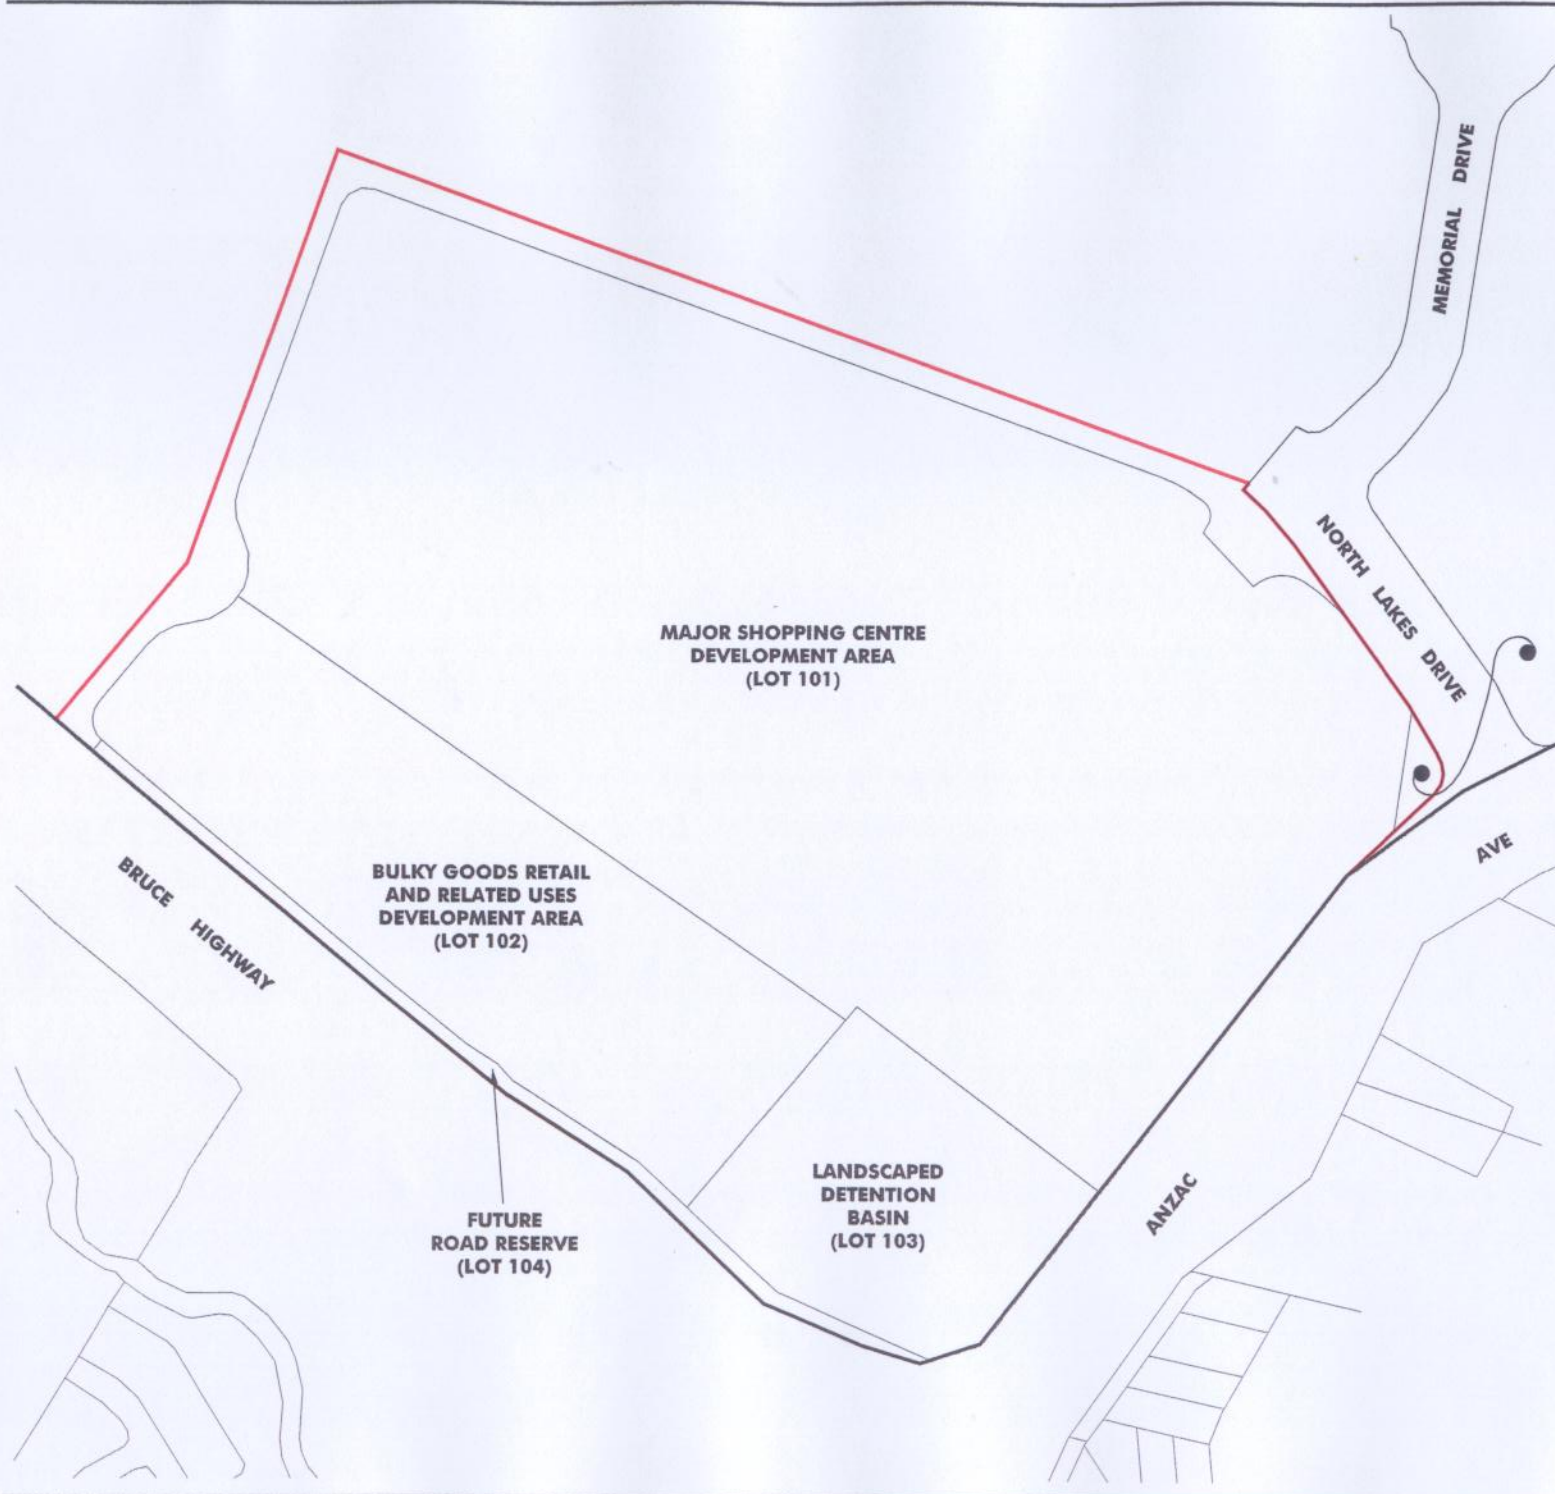 MEMORIAL DRIVE
NORTH LAKES DRIVE
MAJOR SHOPPING CENTRE
DEVELOPMENT AREA
(LOT 101)
AVE
BULKY GOODS RETAIL
AND RELATED USES
DEVELOPMENT AREA
(LOT 102)
BRUCE HIGHWAY
LANDSCAPED
DETENTION
BASIN
(LOT 103)
ANZAC
FUTURE
ROAD RESERVE
(LOT 104)